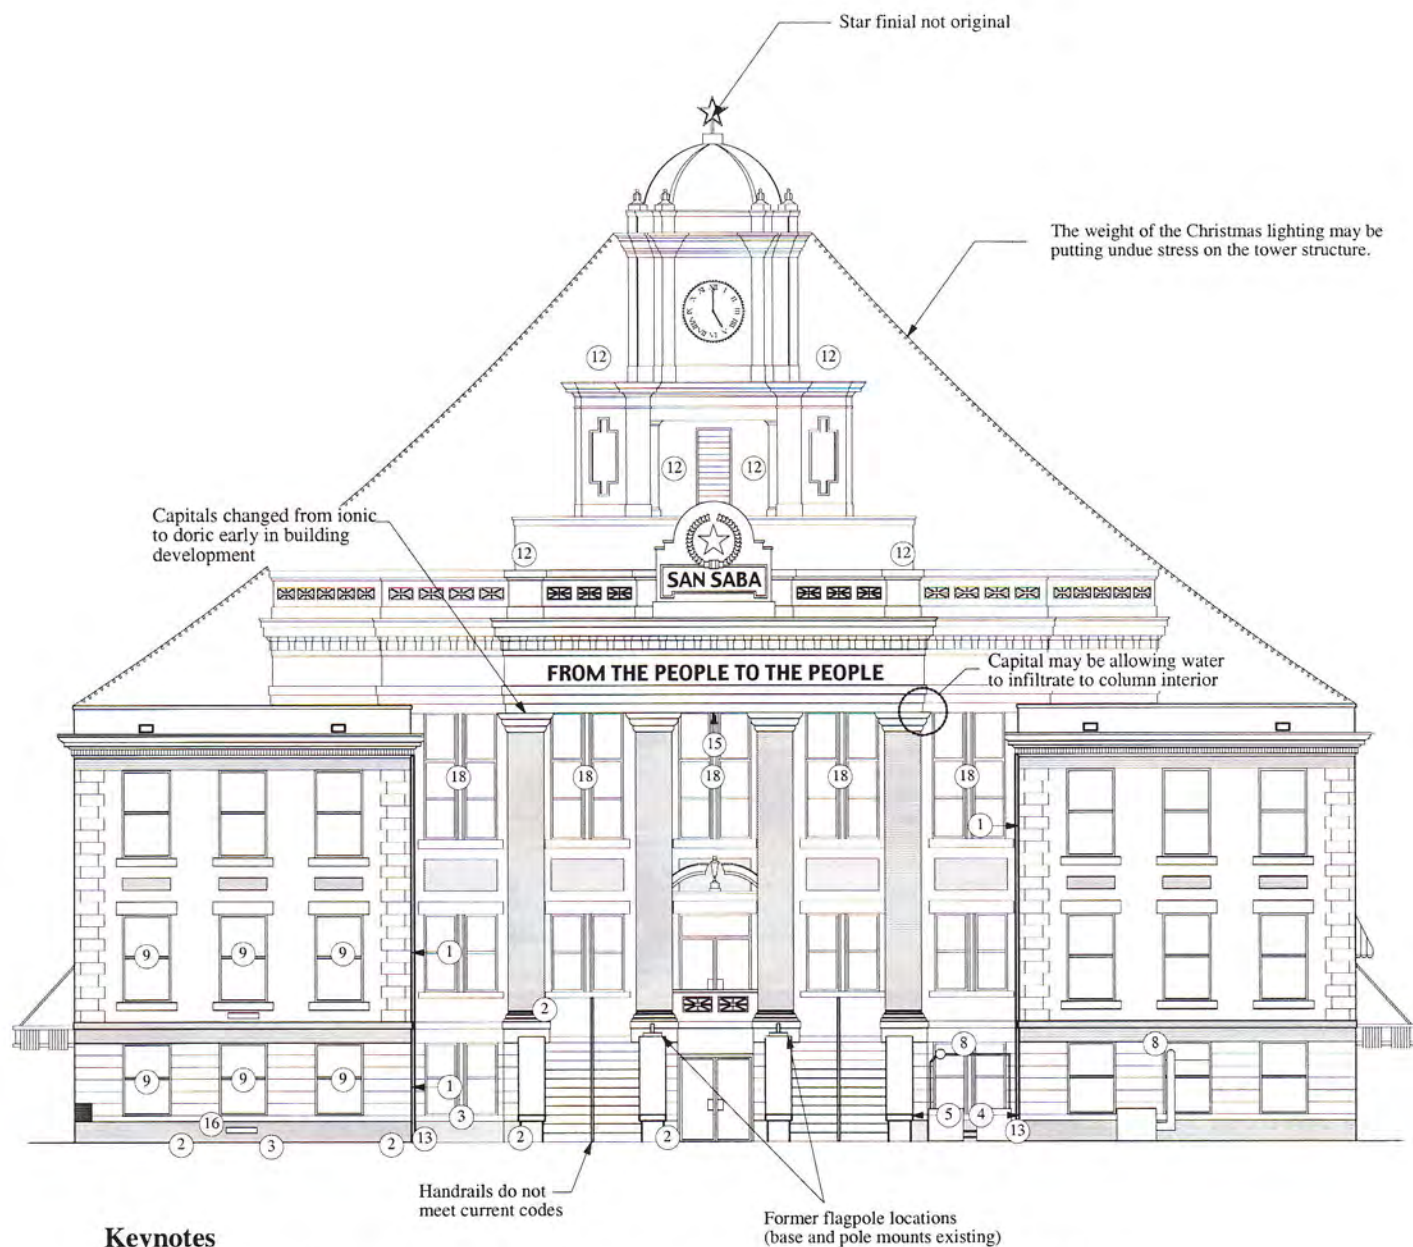 Star finial not original
The weight of the Christmas lighting may be
putting undue stress on the tower structure.
12
12
12
12
Capitals changed from ionic
to doric early in building
development
12
12
SAN SABA
FROM THE PEOPLE TO THE PEOPLE
Capital may be allowing water
to infiltrate to column interior
15
18
18
18
18
18
1
9
9
9
1
2
8
8
9
9
9
1
3
5
4
16
2
3
2
13
2
2
13
Handrails do not
meet current codes
Former flagpole locations
(base and pole mounts existing)
Keynotes